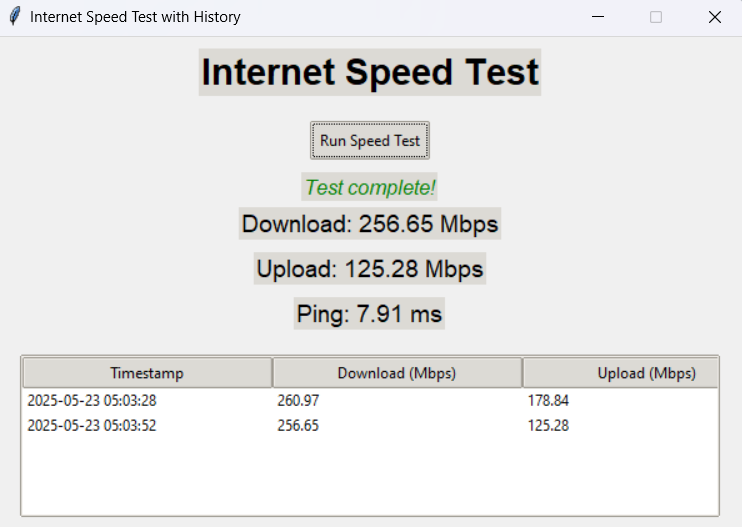 Internet Speed Test with History
Internet Speed Test
Run Speed Test
Test complete!
Download: 256.65 Mbps
Upload: 125.28 Mbps
Ping: 7.91 ms
Timestamp Download (Mbps) Upload (Mbps)
2025-05-23 05:03:28 260.97 178.84
2025-05-23 05:03:52 256.65 125.28